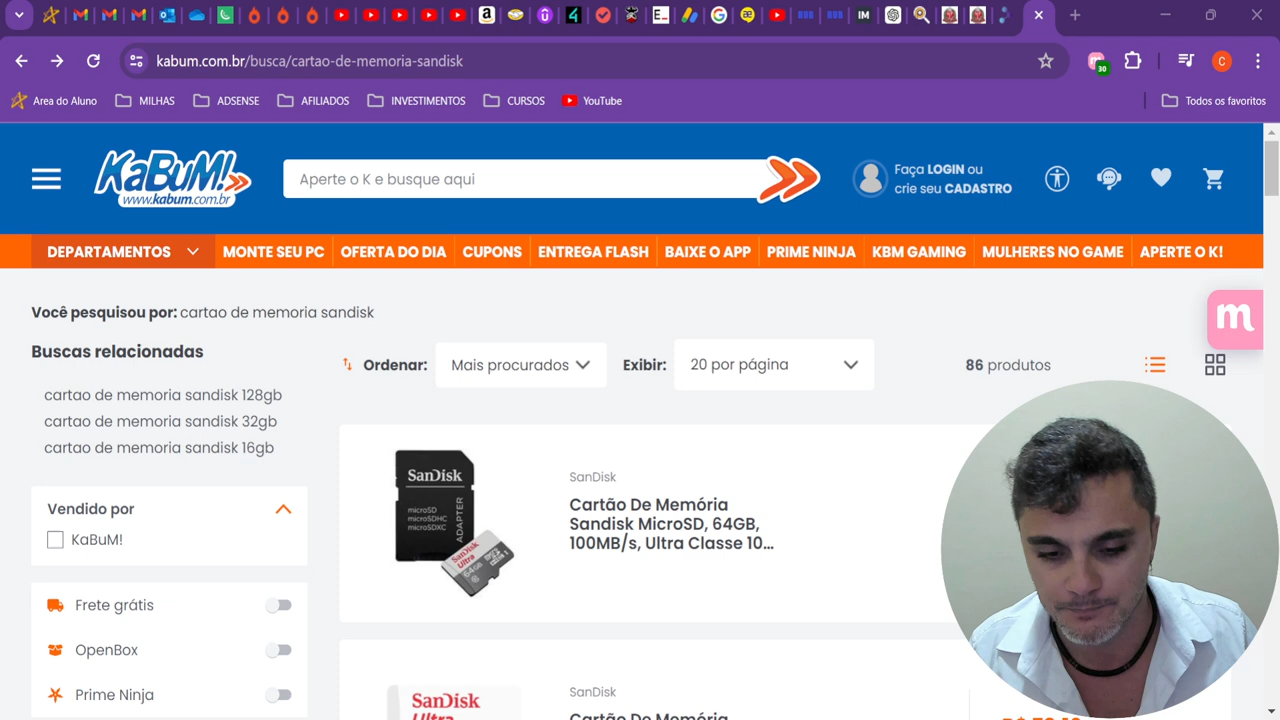 30
kabum.com.br/busca/cartao-de-memoria-sandisk
C
Area do Aluno
MILHAS
ADSENSE
AFILIADOS
INVESTIMENTOS
CURSOS
YouTube
Todos os favoritos
KaBuM!
www.kabum.com.br
Aperte o K e busque aqui
Faça LOGIN ou
crie seu CADASTRO
DEPARTAMENTOS
MONTE SEU PC
OFERTA DO DIA
CUPONS
ENTREGA FLASH
BAIXE O APP
PRIME NINJA
KBM GAMING
MULHERES NO GAME
APERTE O K!
Você pesquisou por: cartao de memoria sandisk
m
Buscas relacionadas
Ordenar:
Mais procurados
Exibir:
20 por página
86 produtos
cartao de memoria sandisk 128gb
cartao de memoria sandisk 32gb
cartao de memoria sandisk 16gb
Vendido por
KaBuM!
Frete grátis
OpenBox
Prime Ninja
SanDisk
microSD
microSDHC
microSDXC
ADAPTER
SanDisk
Ultra
64GB
SanDisk
Cartão De Memória
Sandisk MicroSD, 64GB,
100MB/s, Ultra Classe 10...
SanDisk
Ultra
SanDisk
Cartão De Memória